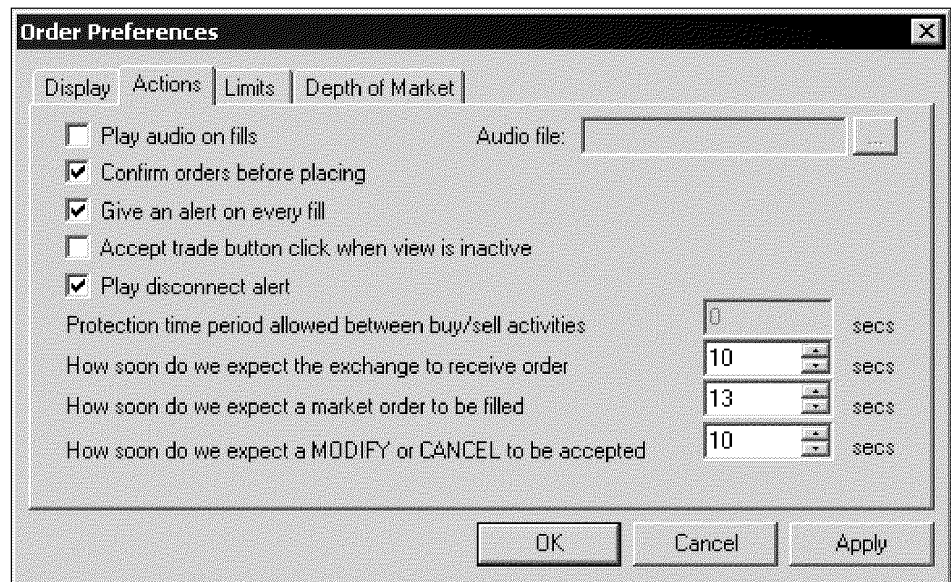 Order Preferences
Display Actions Limits Depth of Market
Play audio on fills Audio file: ...
Confirm orders before placing
Give an alert on every fill
Accept trade button click when view is inactive
Play disconnect alert
Protection time period allowed between buy/sell activities 0 secs
How soon do we expect the exchange to receive order 10 secs
How soon do we expect a market order to be filled 13 secs
How soon do we expect a MODIFY or CANCEL to be accepted 10 secs
OK Cancel Apply